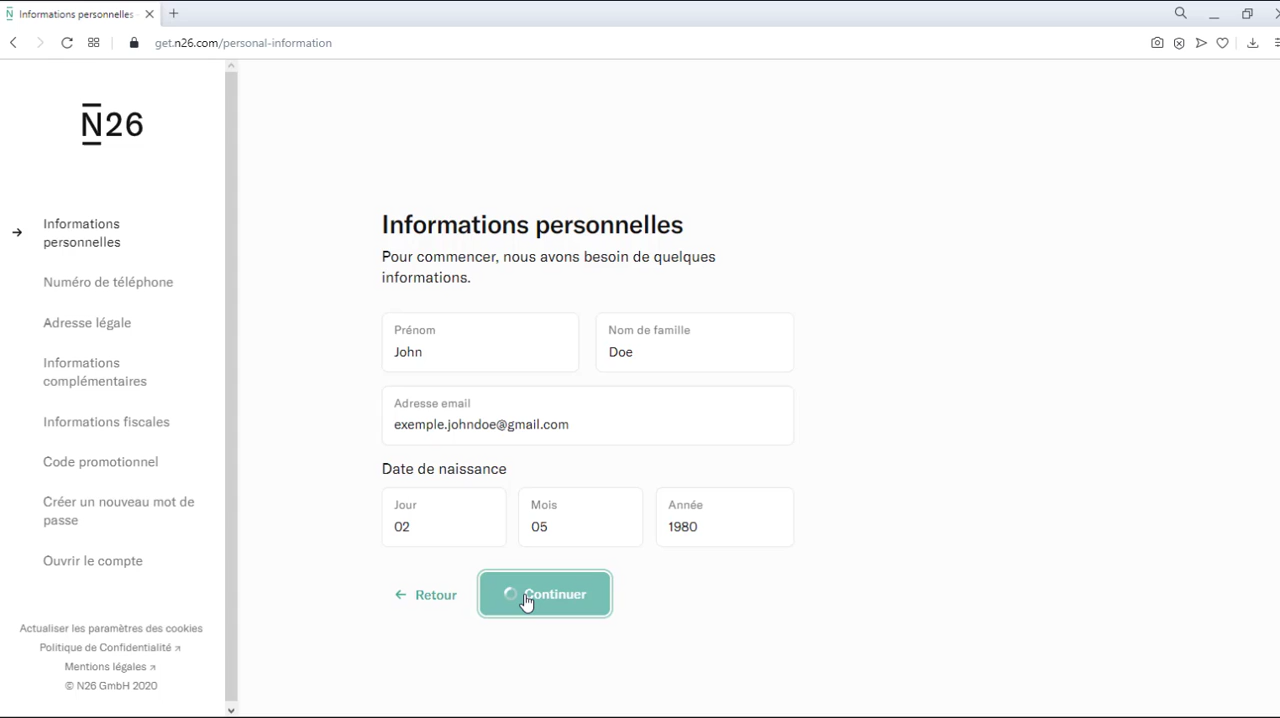 Informations personnelles
get.n26.com/personal-information
N26
Informations
personnelles
Numéro de téléphone
Adresse légale
Informations
complémentaires
Informations fiscales
Code promotionnel
Créer un nouveau mot de
passe
Ouvrir le compte
Actualiser les paramètres des cookies
Politique de Confidentialité ↗
Mentions légales ↗
© N26 GmbH 2020
Informations personnelles
Pour commencer, nous avons besoin de quelques
informations.
Prénom
John
Nom de famille
Doe
Adresse email
exemple.johndoe@gmail.com
Date de naissance
Jour
02
Mois
05
Année
1980
← Retour
Continuer